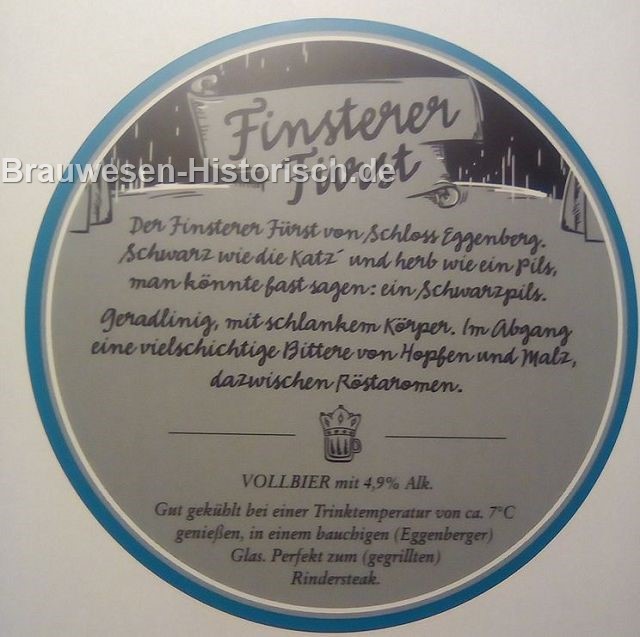 Finsterer
Fürst
Brauwesen-Historisch.de
Der Finsterer Fürst von Schloss Eggenberg.
Schwarz wie die Katz´ und herb wie ein Pils,
man könnte fast sagen: ein Schwarzpils.
Geradlinig, mit schlankem Körper. Im Abgang
eine vielschichtige Bittere von Hopfen und Malz,
dazwischen Röstaromen.
VOLLBIER mit 4,9% Alk.
Gut gekühlt bei einer Trinktemperatur von ca. 7°C
genießen, in einem bauchigen (Eggenberger)
Glas. Perfekt zum (gegrillten)
Rindersteak.